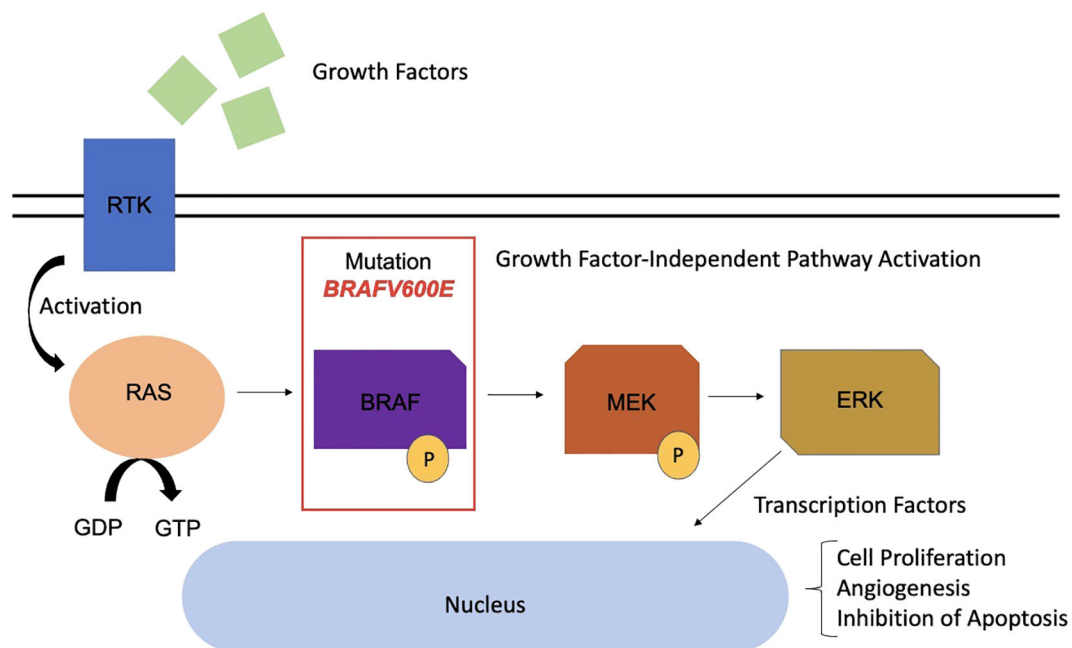 Growth Factors
RTK
Mutation
BRAFV600E
Growth Factor-Independent Pathway Activation
Activation
RAS
BRAF
MEK
ERK
P
P
GDP
GTP
Transcription Factors
Nucleus
Cell Proliferation
Angiogenesis
Inhibition of Apoptosis